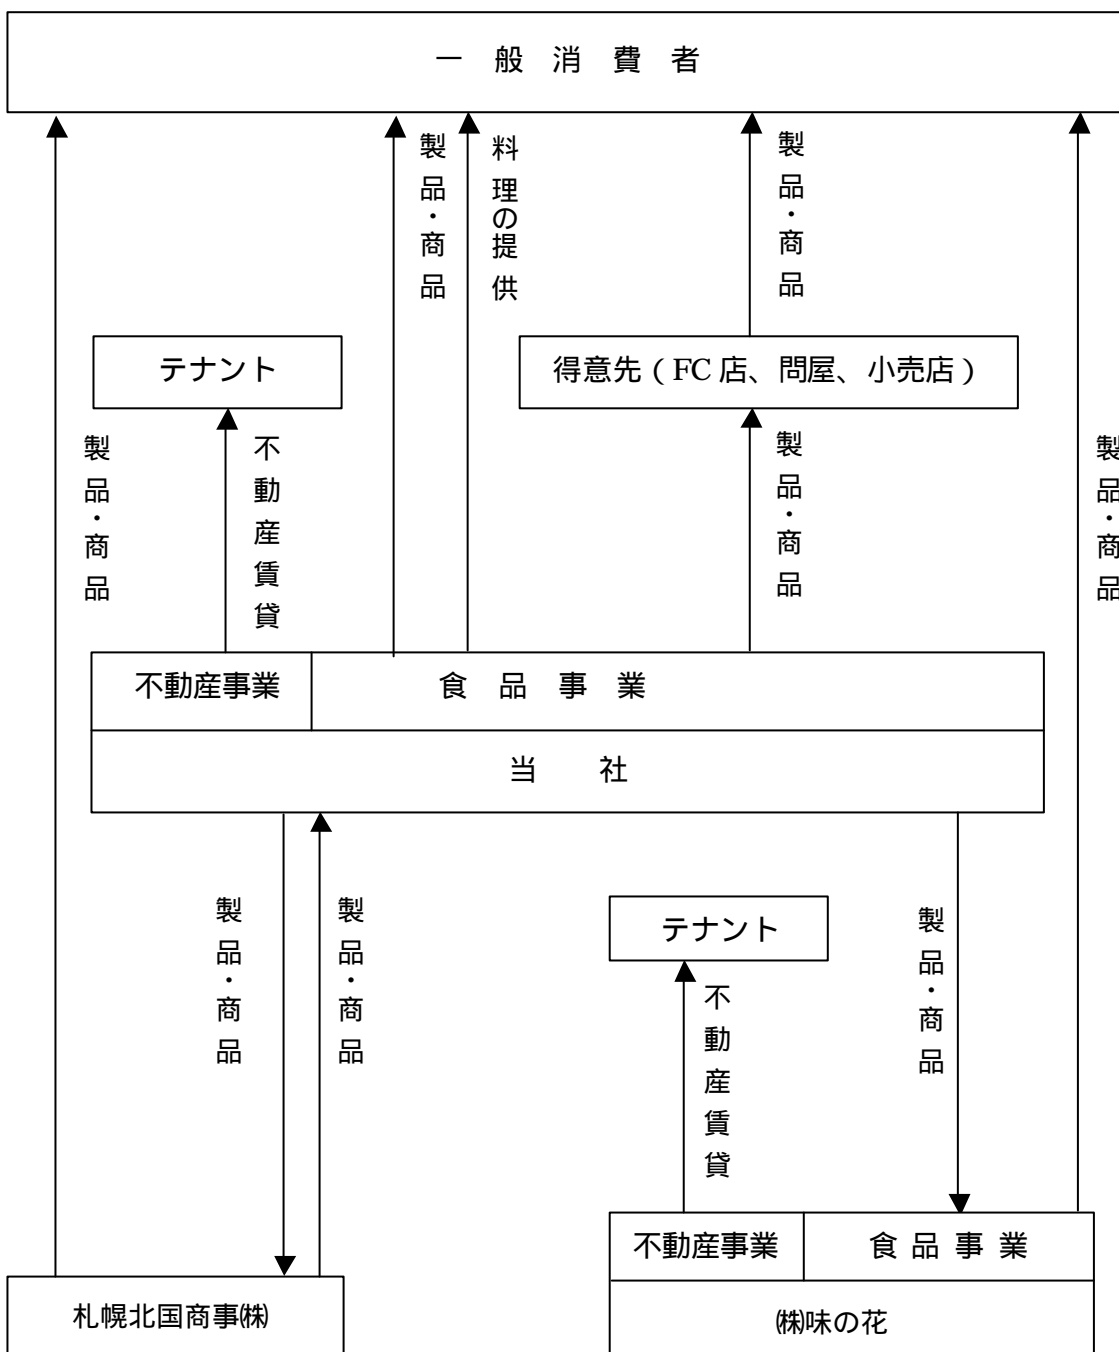 一般消費者
製品・商品
料理の提供
製品・商品
テナント
得意先（FC店、問屋、小売店）
製品・商品
不動産賃貸
製品・商品
製品・商品
不動産事業
食品事業
当社
製品・商品
製品・商品
テナント
製品・商品
不動産賃貸
不動産事業
食品事業
札幌北国商事㈱
㈱味の花